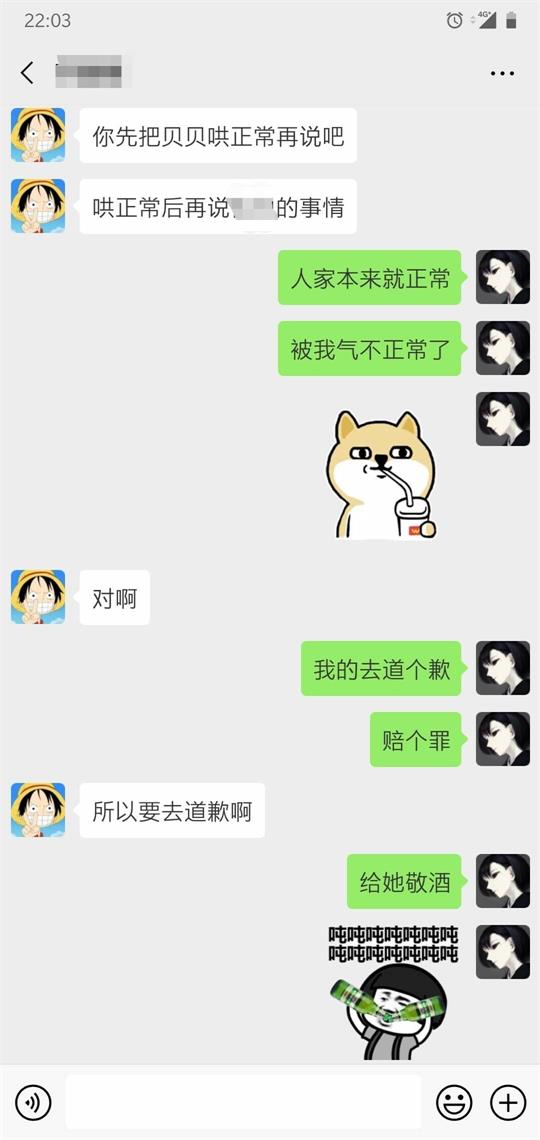 22:03
4G+
你先把贝贝哄正常再说吧
哄正常后再说的事情
人家本来就正常
被我气不正常了
对啊
我的去道个歉
赔个罪
所以要去道歉啊
给她敬酒
吨吨吨吨吨吨吨
吨吨吨吨吨吨吨